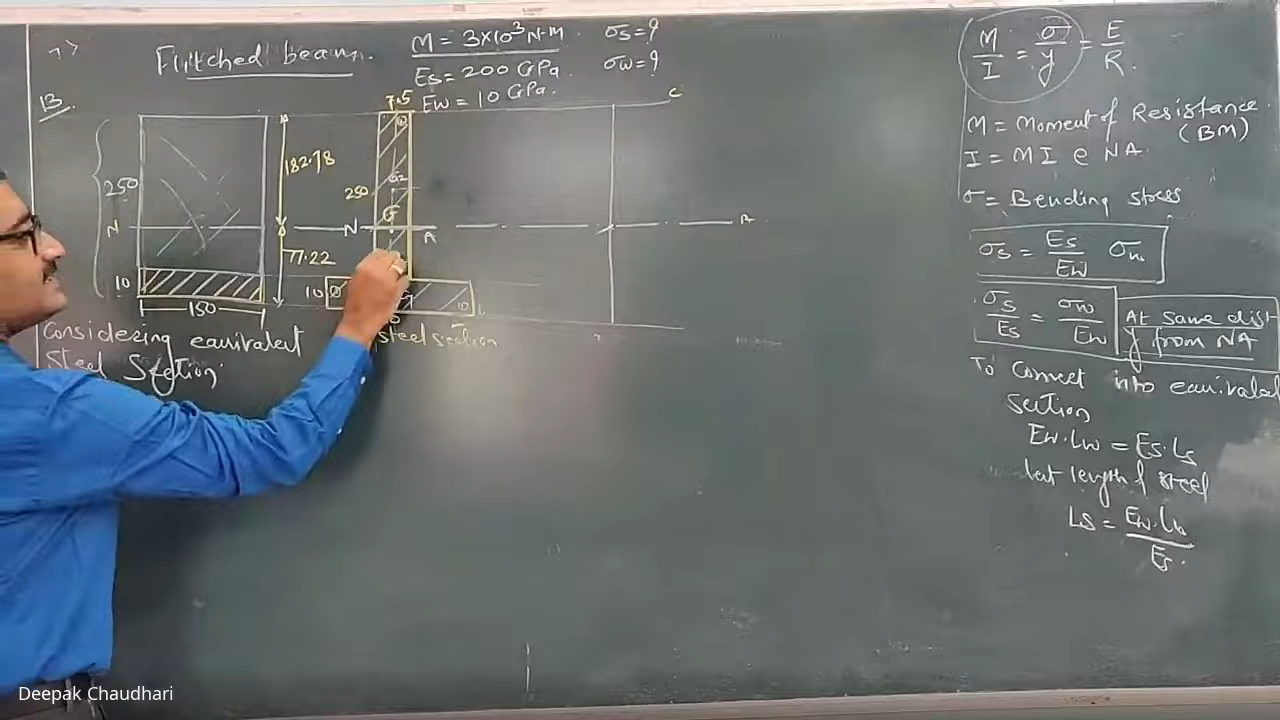 Flitched beam.
M = 3×10³ N-m. σs=?
Es = 200 GPa. σw=?
Ew = 10 GPa.
13.
7.5
C
182.78
250
250
G2
G
N
N
A
A
77.22
10
10
150
Considering equivalent
Steel Section
steel section
M/I = σ/y = E/R.
M = Moment of Resistance.
(BM)
I = MI @ NA.
σ = Bending stress
σs = Es/Ew σw
σs/Es = σw/Ew
At same dist
y from NA
To convert into equivalent
section
Ew.Lw = Es.Ls
length of steel
Ls = Ew.Lw/Es.
Deepak Chaudhari